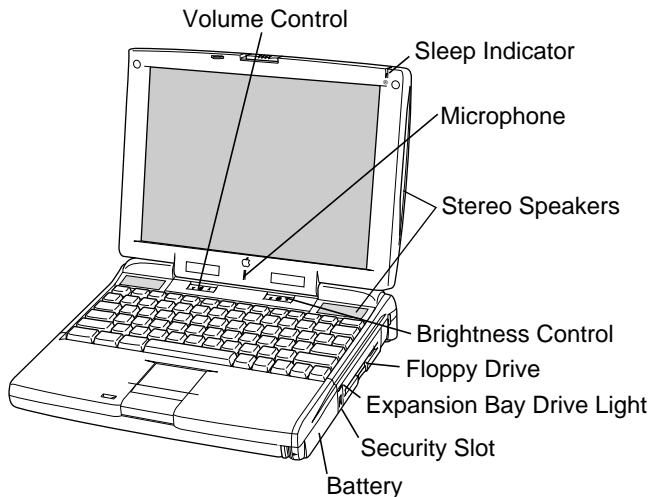 Volume Control
Sleep Indicator
Microphone
Stereo Speakers
Brightness Control
Floppy Drive
Expansion Bay Drive Light
Security Slot
Battery